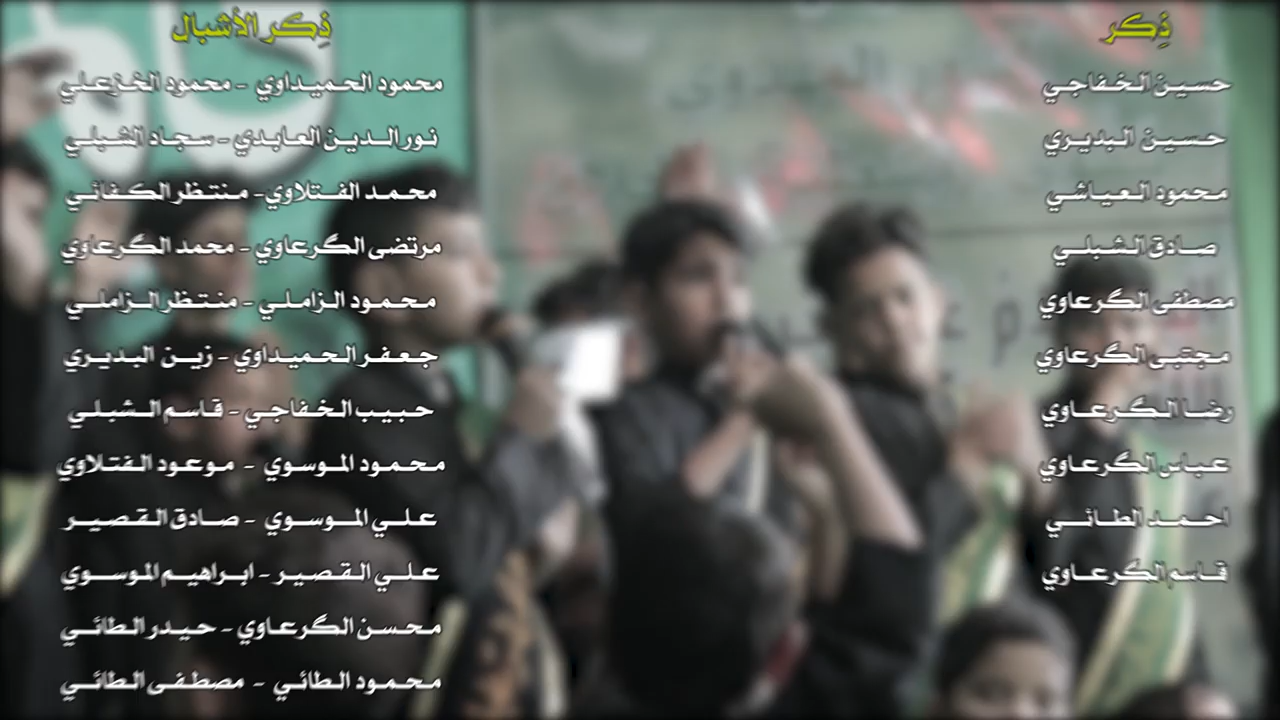 ذِكر
حسين الخفاجي
حسين البديري
محمود العياشي
صادق الشبلي
مصطفى الگرعاوي
مجتبى الگرعاوي
رضا الگرعاوي
عباس الگرعاوي
احمد الطائي
قاسم الگرعاوي
ذِكر الأشبال
محمود الحميداوي - محمود الخزعلي
نور الدين العابدي - سجاد الشبلي
محمد الفتلاوي - منتظر الكفائي
مرتضى الگرعاوي - محمد الگرعاوي
محمود الزاملي - منتظر الزاملي
جعفر الحميداوي - زين البديري
حبيب الخفاجي - قاسم الشبلي
محمود الموسوي - موعود الفتلاوي
علي الموسوي - صادق القصير
علي القصير - ابراهيم الموسوي
محسن الگرعاوي - حيدر الطائي
محمود الطائي - مصطفى الطائي